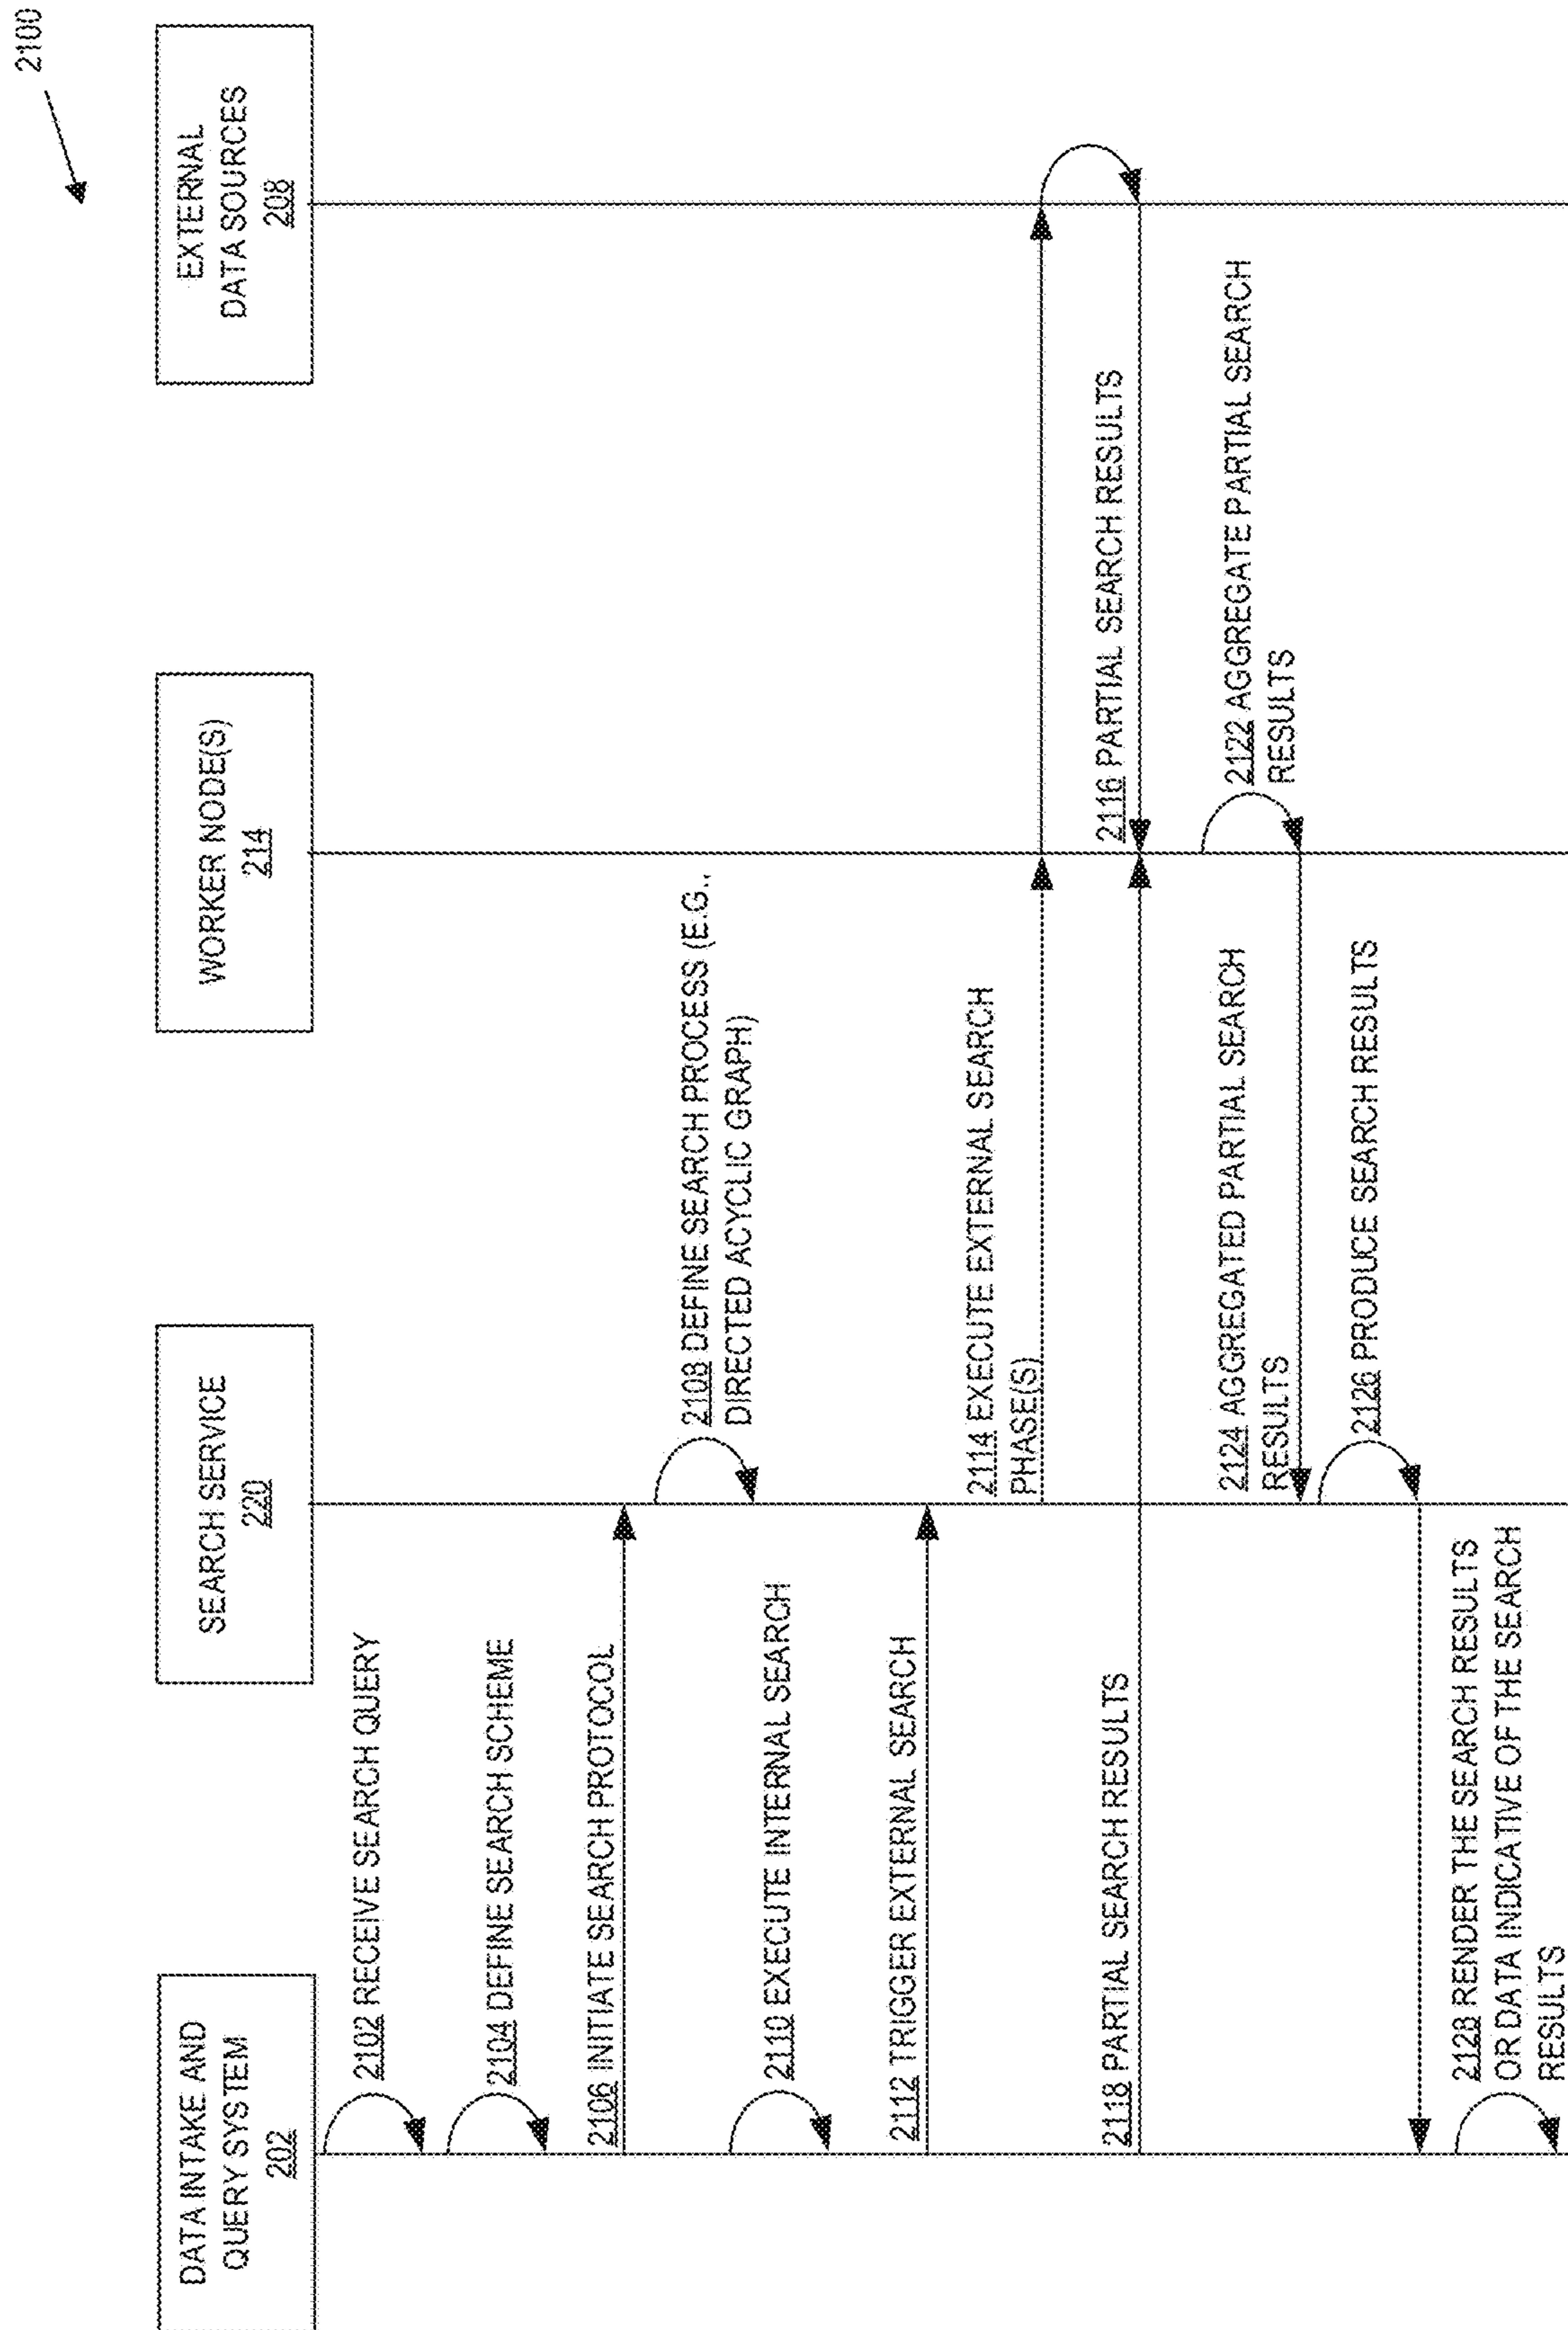 2100
DATA INTAKE AND
QUERY SYSTEM
202
SEARCH SERVICE
220
WORKER NODE(S)
214
EXTERNAL
DATA SOURCES
208
2102 RECEIVE SEARCH QUERY
2104 DEFINE SEARCH SCHEME
2106 INITIATE SEARCH PROTOCOL
2108 DEFINE SEARCH PROCESS (E.G.,
DIRECTED ACYCLIC GRAPH)
2110 EXECUTE INTERNAL SEARCH
2112 TRIGGER EXTERNAL SEARCH
2114 EXECUTE EXTERNAL SEARCH
PHASE(S)
2116 PARTIAL SEARCH RESULTS
2118 PARTIAL SEARCH RESULTS
2122 AGGREGATE PARTIAL SEARCH
RESULTS
2124 AGGREGATED PARTIAL SEARCH
RESULTS
2126 PRODUCE SEARCH RESULTS
2128 RENDER THE SEARCH RESULTS
OR DATA INDICATIVE OF THE SEARCH
RESULTS